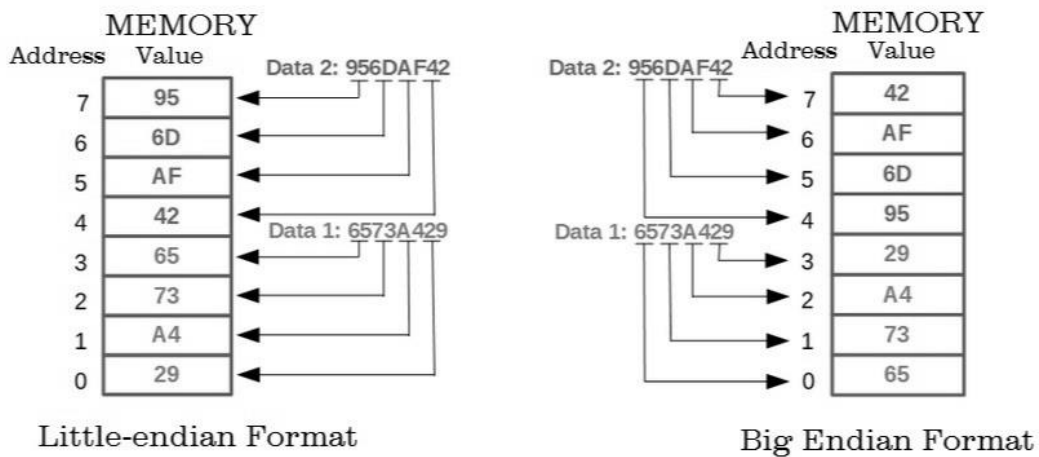 MEMORY
Address Value
Data 2: 956DAF42
7 95
6 6D
5 AF
4 42
Data 1: 6573A429
3 65
2 73
1 A4
0 29
Little-endian Format
MEMORY
Address Value
Data 2: 956DAF42
7 42
6 AF
5 6D
4 95
Data 1: 6573A429
3 29
2 A4
1 73
0 65
Big Endian Format